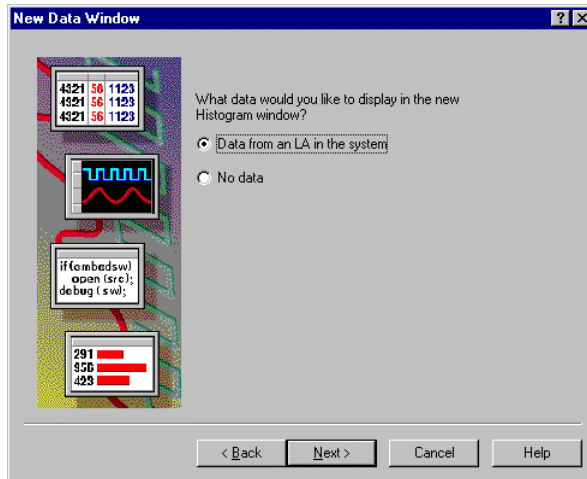 New Data Window
4321 56 1123
4321 56 1123
4321 56 1123
What data would you like to display in the new
Histogram window?
Data from an LA in the system
No data
if(embedsw)
open (src);
debug ( sw);
291
956
423
< Back
Next >
Cancel
Help